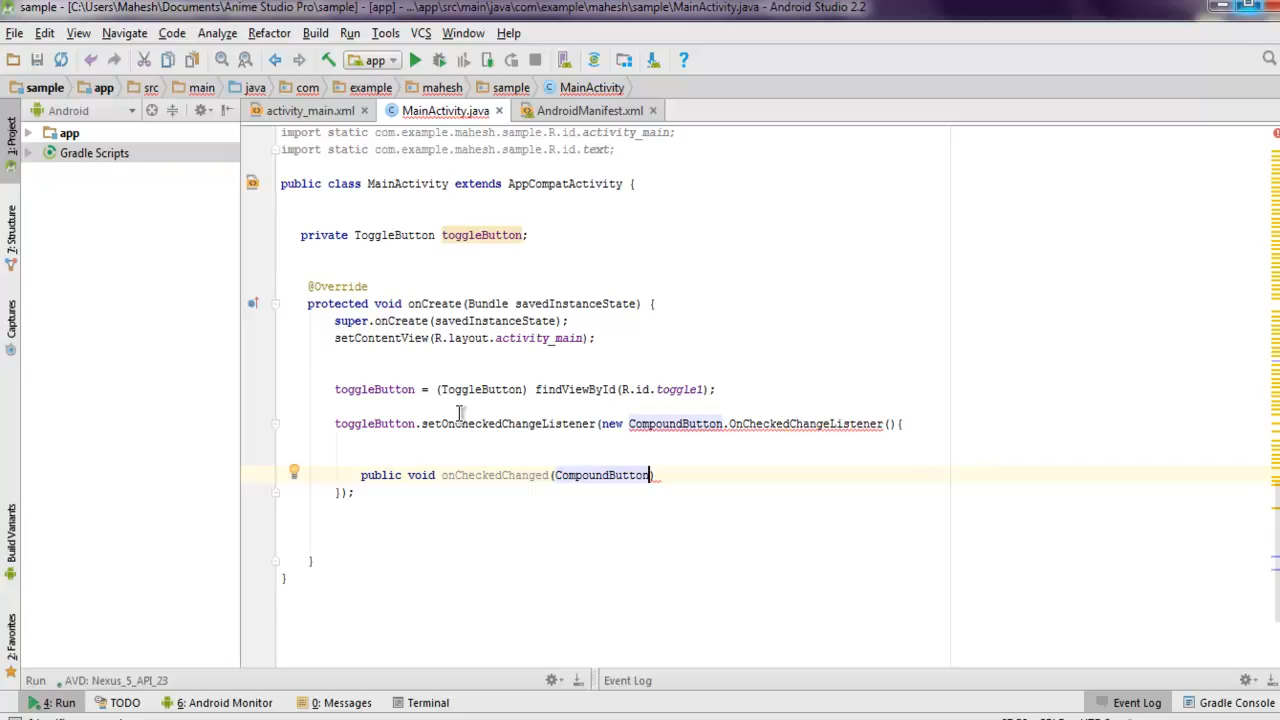 sample - [C:\Users\Mahesh\Documents\Anime Studio Pro\sample] - [app] - ...\app\src\main\java\com\example\mahesh\sample\MainActivity.java - Android Studio 2.2
File Edit View Navigate Code Analyze Refactor Build Run Tools VCS Window Help
app
sample app src main java com example mahesh sample MainActivity
Android
activity_main.xml MainActivity.java AndroidManifest.xml
1: Project
7: Structure
Captures
Build Variants
2: Favorites
app
Gradle Scripts
import static com.example.mahesh.sample.R.id.activity_main;
import static com.example.mahesh.sample.R.id.text;
public class MainActivity extends AppCompatActivity {
private ToggleButton toggleButton;
@Override
protected void onCreate(Bundle savedInstanceState) {
super.onCreate(savedInstanceState);
setContentView(R.layout.activity_main);
toggleButton = (ToggleButton) findViewById(R.id.toggle1);
toggleButton.setOnCheckedChangeListener(new CompoundButton.OnCheckedChangeListener(){
public void onCheckedChanged(CompoundButton)
});
}
}
Run AVD: Nexus_5_API_23
Event Log
4: Run TODO 6: Android Monitor 0: Messages Terminal Event Log Gradle Console